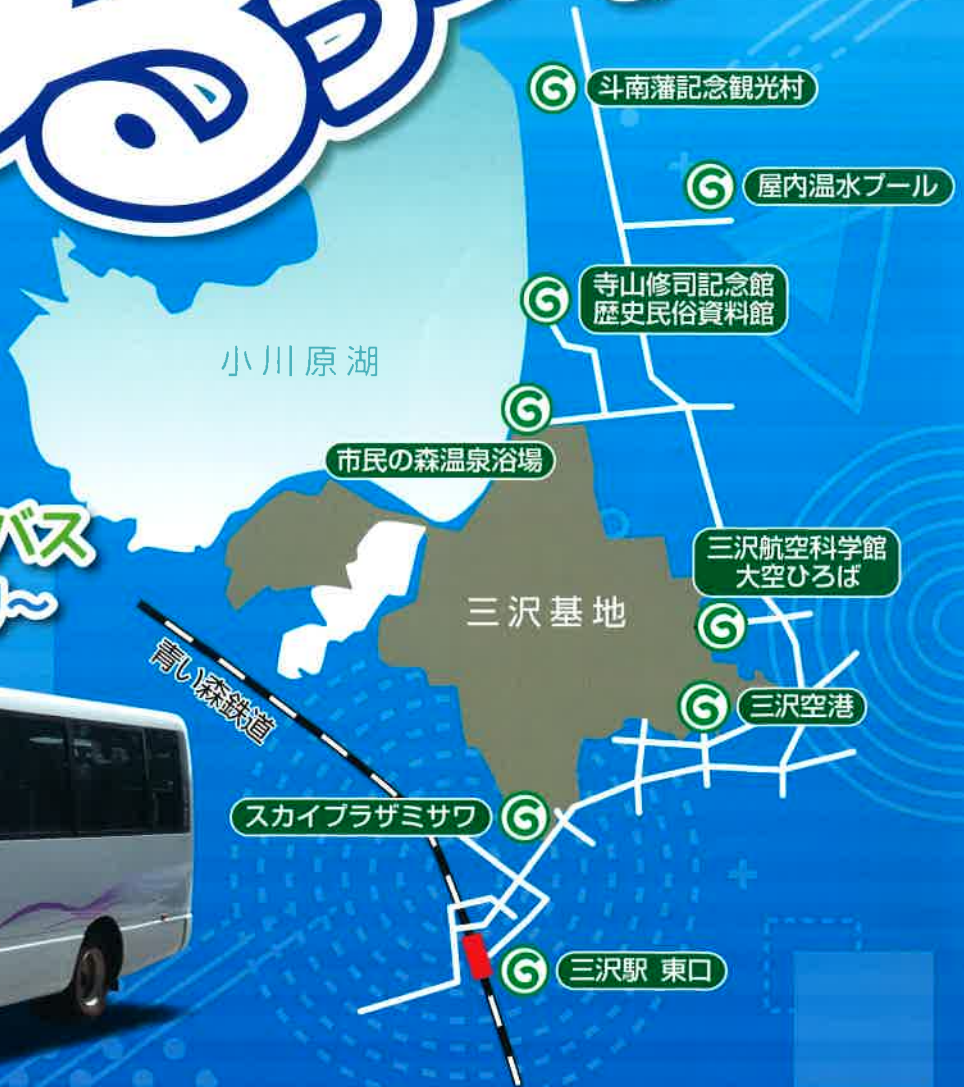 斗南藩記念観光村
屋内温水プール
寺山修司記念館
歴史民俗資料館
小川原湖
市民の森温泉浴場
バス
三沢航空科学館
大空ひろば
三沢基地
青い森鉄道
三沢空港
スカイプラザミサワ
三沢駅 東口